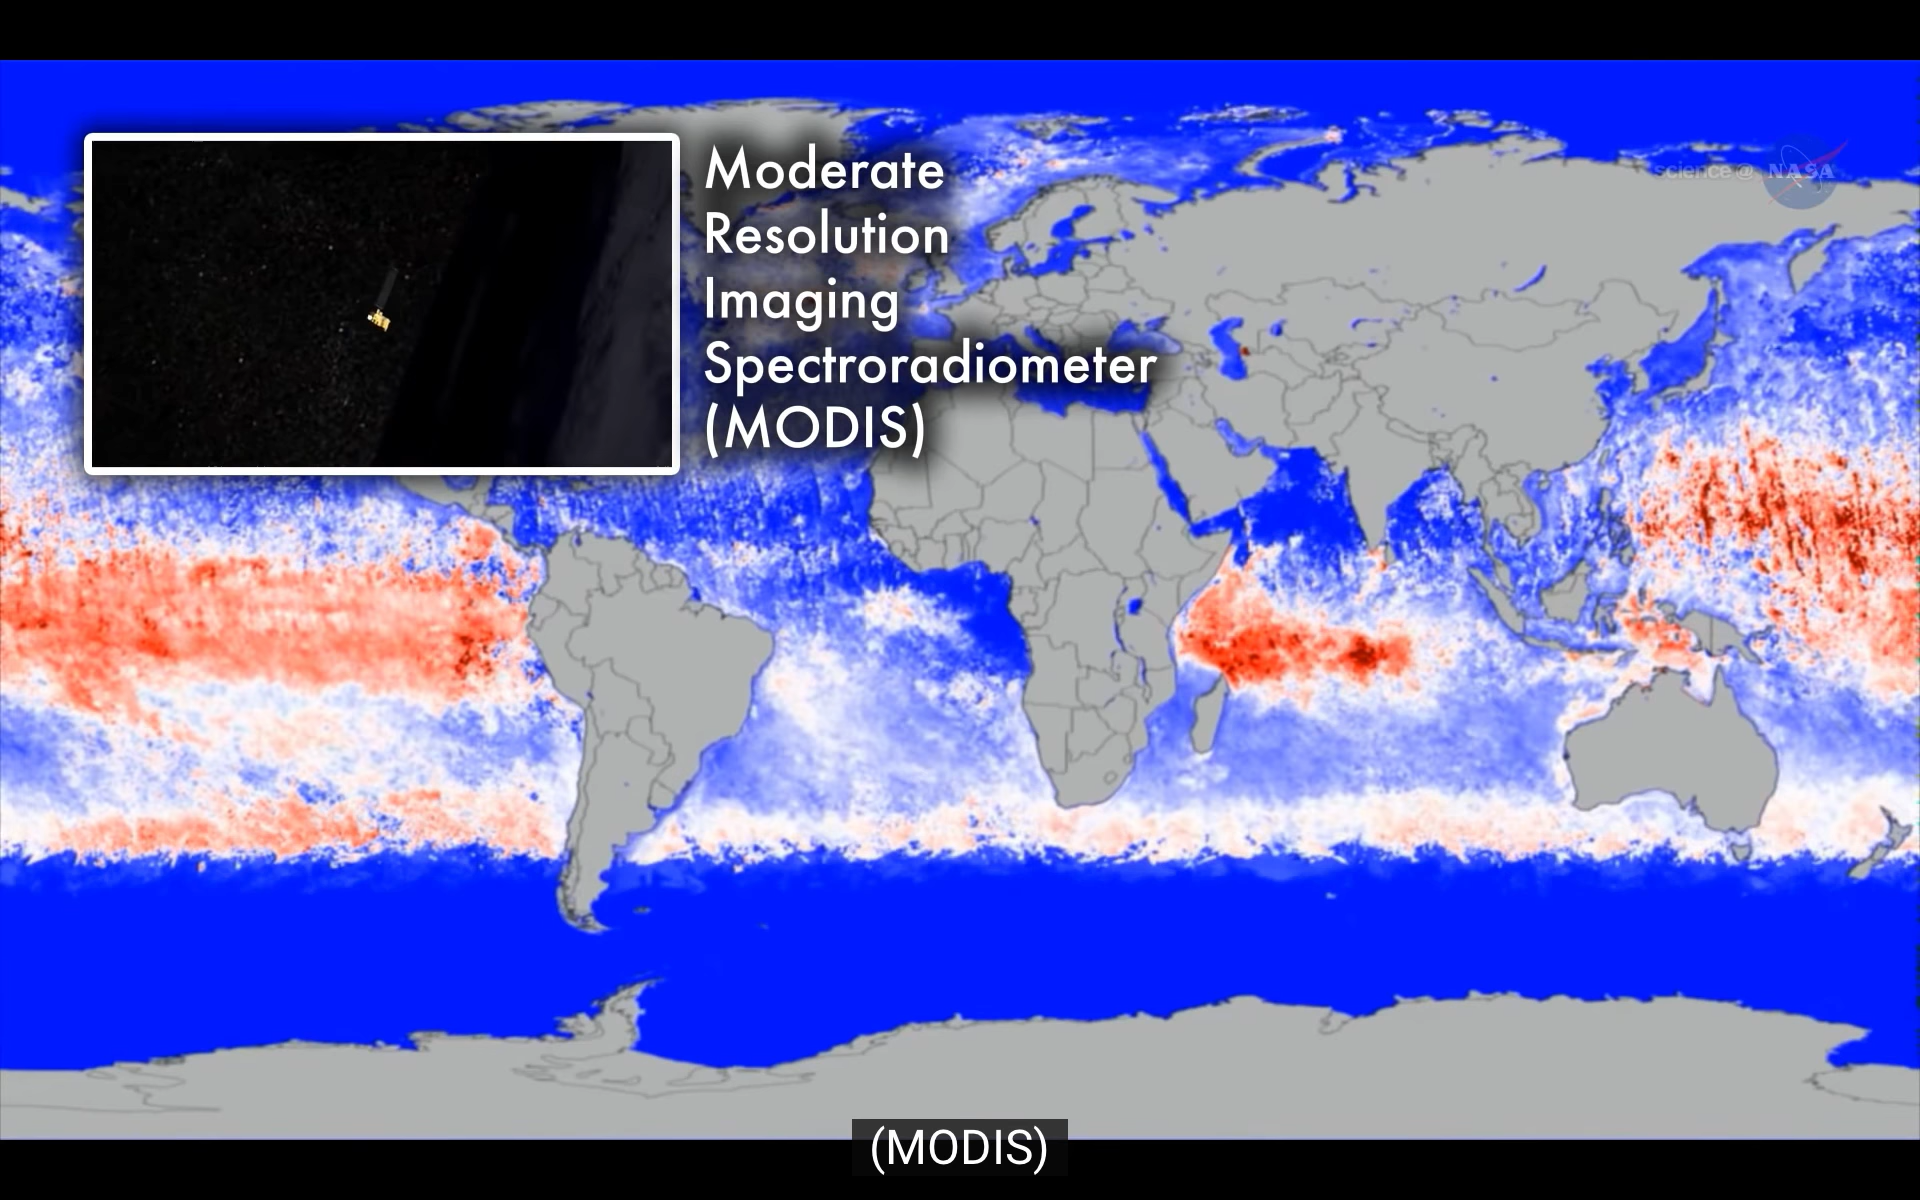 Moderate
Resolution
Imaging
Spectroradiometer
(MODIS)
science @ NASA
(MODIS)